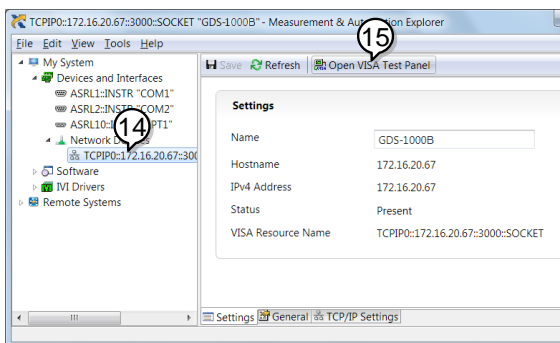 TCPIP0::172.16.20.67::3000::SOCKET "GDS-1000B" - Measurement & Automation Explorer
15
File Edit View Tools Help
My System
Devices and Interfaces
ASRL1::INSTR "COM1"
ASRL2::INSTR "COM2"
ASRL10::
14
Network
TCPIP0::172.16.20.67::300
Software
IVI Drivers
Remote Systems
Save Refresh Open VISA Test Panel
Settings
Name GDS-1000B
Hostname 172.16.20.67
IPv4 Address 172.16.20.67
Status Present
VISA Resource Name TCPIP0::172.16.20.67::3000::SOCKET
Settings General TCP/IP Settings